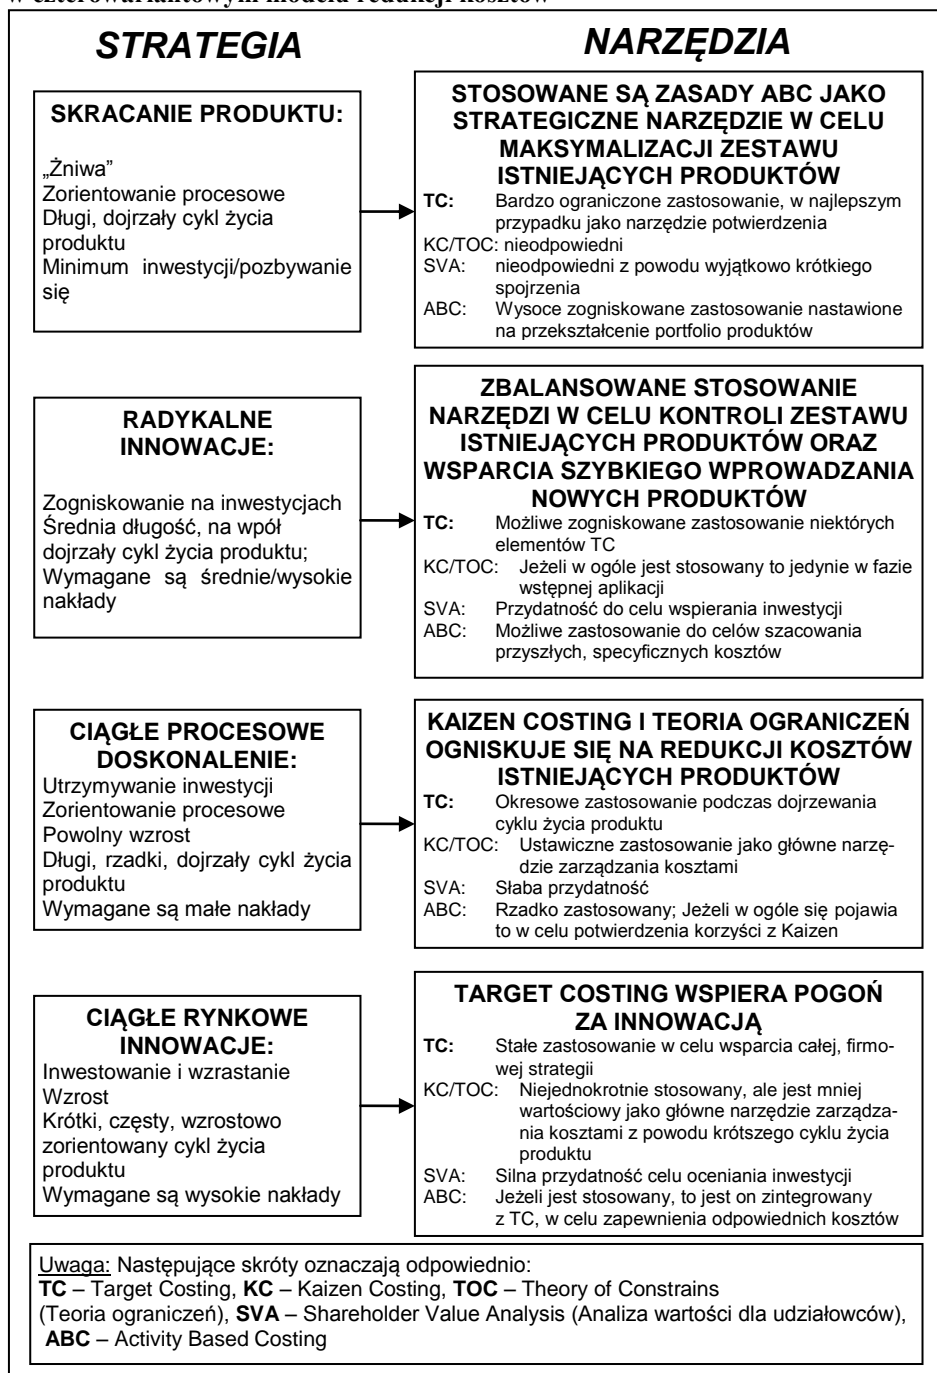 w czterowariantowym modelu redukcji kosztów
STRATEGIA
NARZĘDZIA
SKRACANIE PRODUKTU:
„Żniwa”
Zorientowanie procesowe
Długi, dojrzały cykl życia
produktu
Minimum inwestycji/pozbywanie
się
STOSOWANE SĄ ZASADY ABC JAKO
STRATEGICZNE NARZĘDZIE W CELU
MAKSYMALIZACJI ZESTAWU
ISTNIEJĄCYCH PRODUKTÓW
TC: Bardzo ograniczone zastosowanie, w najlepszym
przypadku jako narzędzie potwierdzenia
KC/TOC: nieodpowiedni
SVA: nieodpowiedni z powodu wyjątkowo krótkiego
spojrzenia
ABC: Wysoce zogniskowane zastosowanie nastawione
na przekształcenie portfolio produktów
RADYKALNE
INNOWACJE:
Zogniskowanie na inwestycjach
Średnia długość, na wpół
dojrzały cykl życia produktu;
Wymagane są średnie/wysokie
nakłady
ZBALANSOWANE STOSOWANIE
NARZĘDZI W CELU KONTROLI ZESTAWU
ISTNIEJĄCYCH PRODUKTÓW ORAZ
WSPARCIA SZYBKIEGO WPROWADZANIA
NOWYCH PRODUKTÓW
TC: Możliwe zogniskowane zastosowanie niektórych
elementów TC
KC/TOC: Jeżeli w ogóle jest stosowany to jedynie w fazie
wstępnej aplikacji
SVA: Przydatność do celu wspierania inwestycji
ABC: Możliwe zastosowanie do celów szacowania
przyszłych, specyficznych kosztów
CIĄGŁE PROCESOWE
DOSKONALENIE:
Utrzymywanie inwestycji
Zorientowanie procesowe
Powolny wzrost
Długi, rzadki, dojrzały cykl życia
produktu
Wymagane są małe nakłady
KAIZEN COSTING I TEORIA OGRANICZEŃ
OGNISKUJE SIĘ NA REDUKCJI KOSZTÓW
ISTNIEJĄCYCH PRODUKTÓW
TC: Okresowe zastosowanie podczas dojrzewania
cyklu życia produktu
KC/TOC: Ustawiczne zastosowanie jako główne narzę-
dzie zarządzania kosztami
SVA: Słaba przydatność
ABC: Rzadko zastosowany; Jeżeli w ogóle się pojawia
to w celu potwierdzenia korzyści z Kaizen
CIĄGŁE RYNKOWE
INNOWACJE:
Inwestowanie i wzrastanie
Wzrost
Krótki, częsty, wzrostowo
zorientowany cykl życia
produktu
Wymagane są wysokie nakłady
TARGET COSTING WSPIERA POGOŃ
ZA INNOWACJĄ
TC: Stałe zastosowanie w celu wsparcia całej, firmo-
wej strategii
KC/TOC: Niejednokrotnie stosowany, ale jest mniej
wartościowy jako główne narzędzie zarządza-
nia kosztami z powodu krótszego cyklu życia
produktu
SVA: Silna przydatność celu oceniania inwestycji
ABC: Jeżeli jest stosowany, to jest on zintegrowany
z TC, w celu zapewnienia odpowiednich kosztów
Uwaga: Następujące skróty oznaczają odpowiednio:
TC – Target Costing, KC – Kaizen Costing, TOC – Theory of Constrains
(Teoria ograniczeń), SVA – Shareholder Value Analysis (Analiza wartości dla udziałowców),
ABC – Activity Based Costing